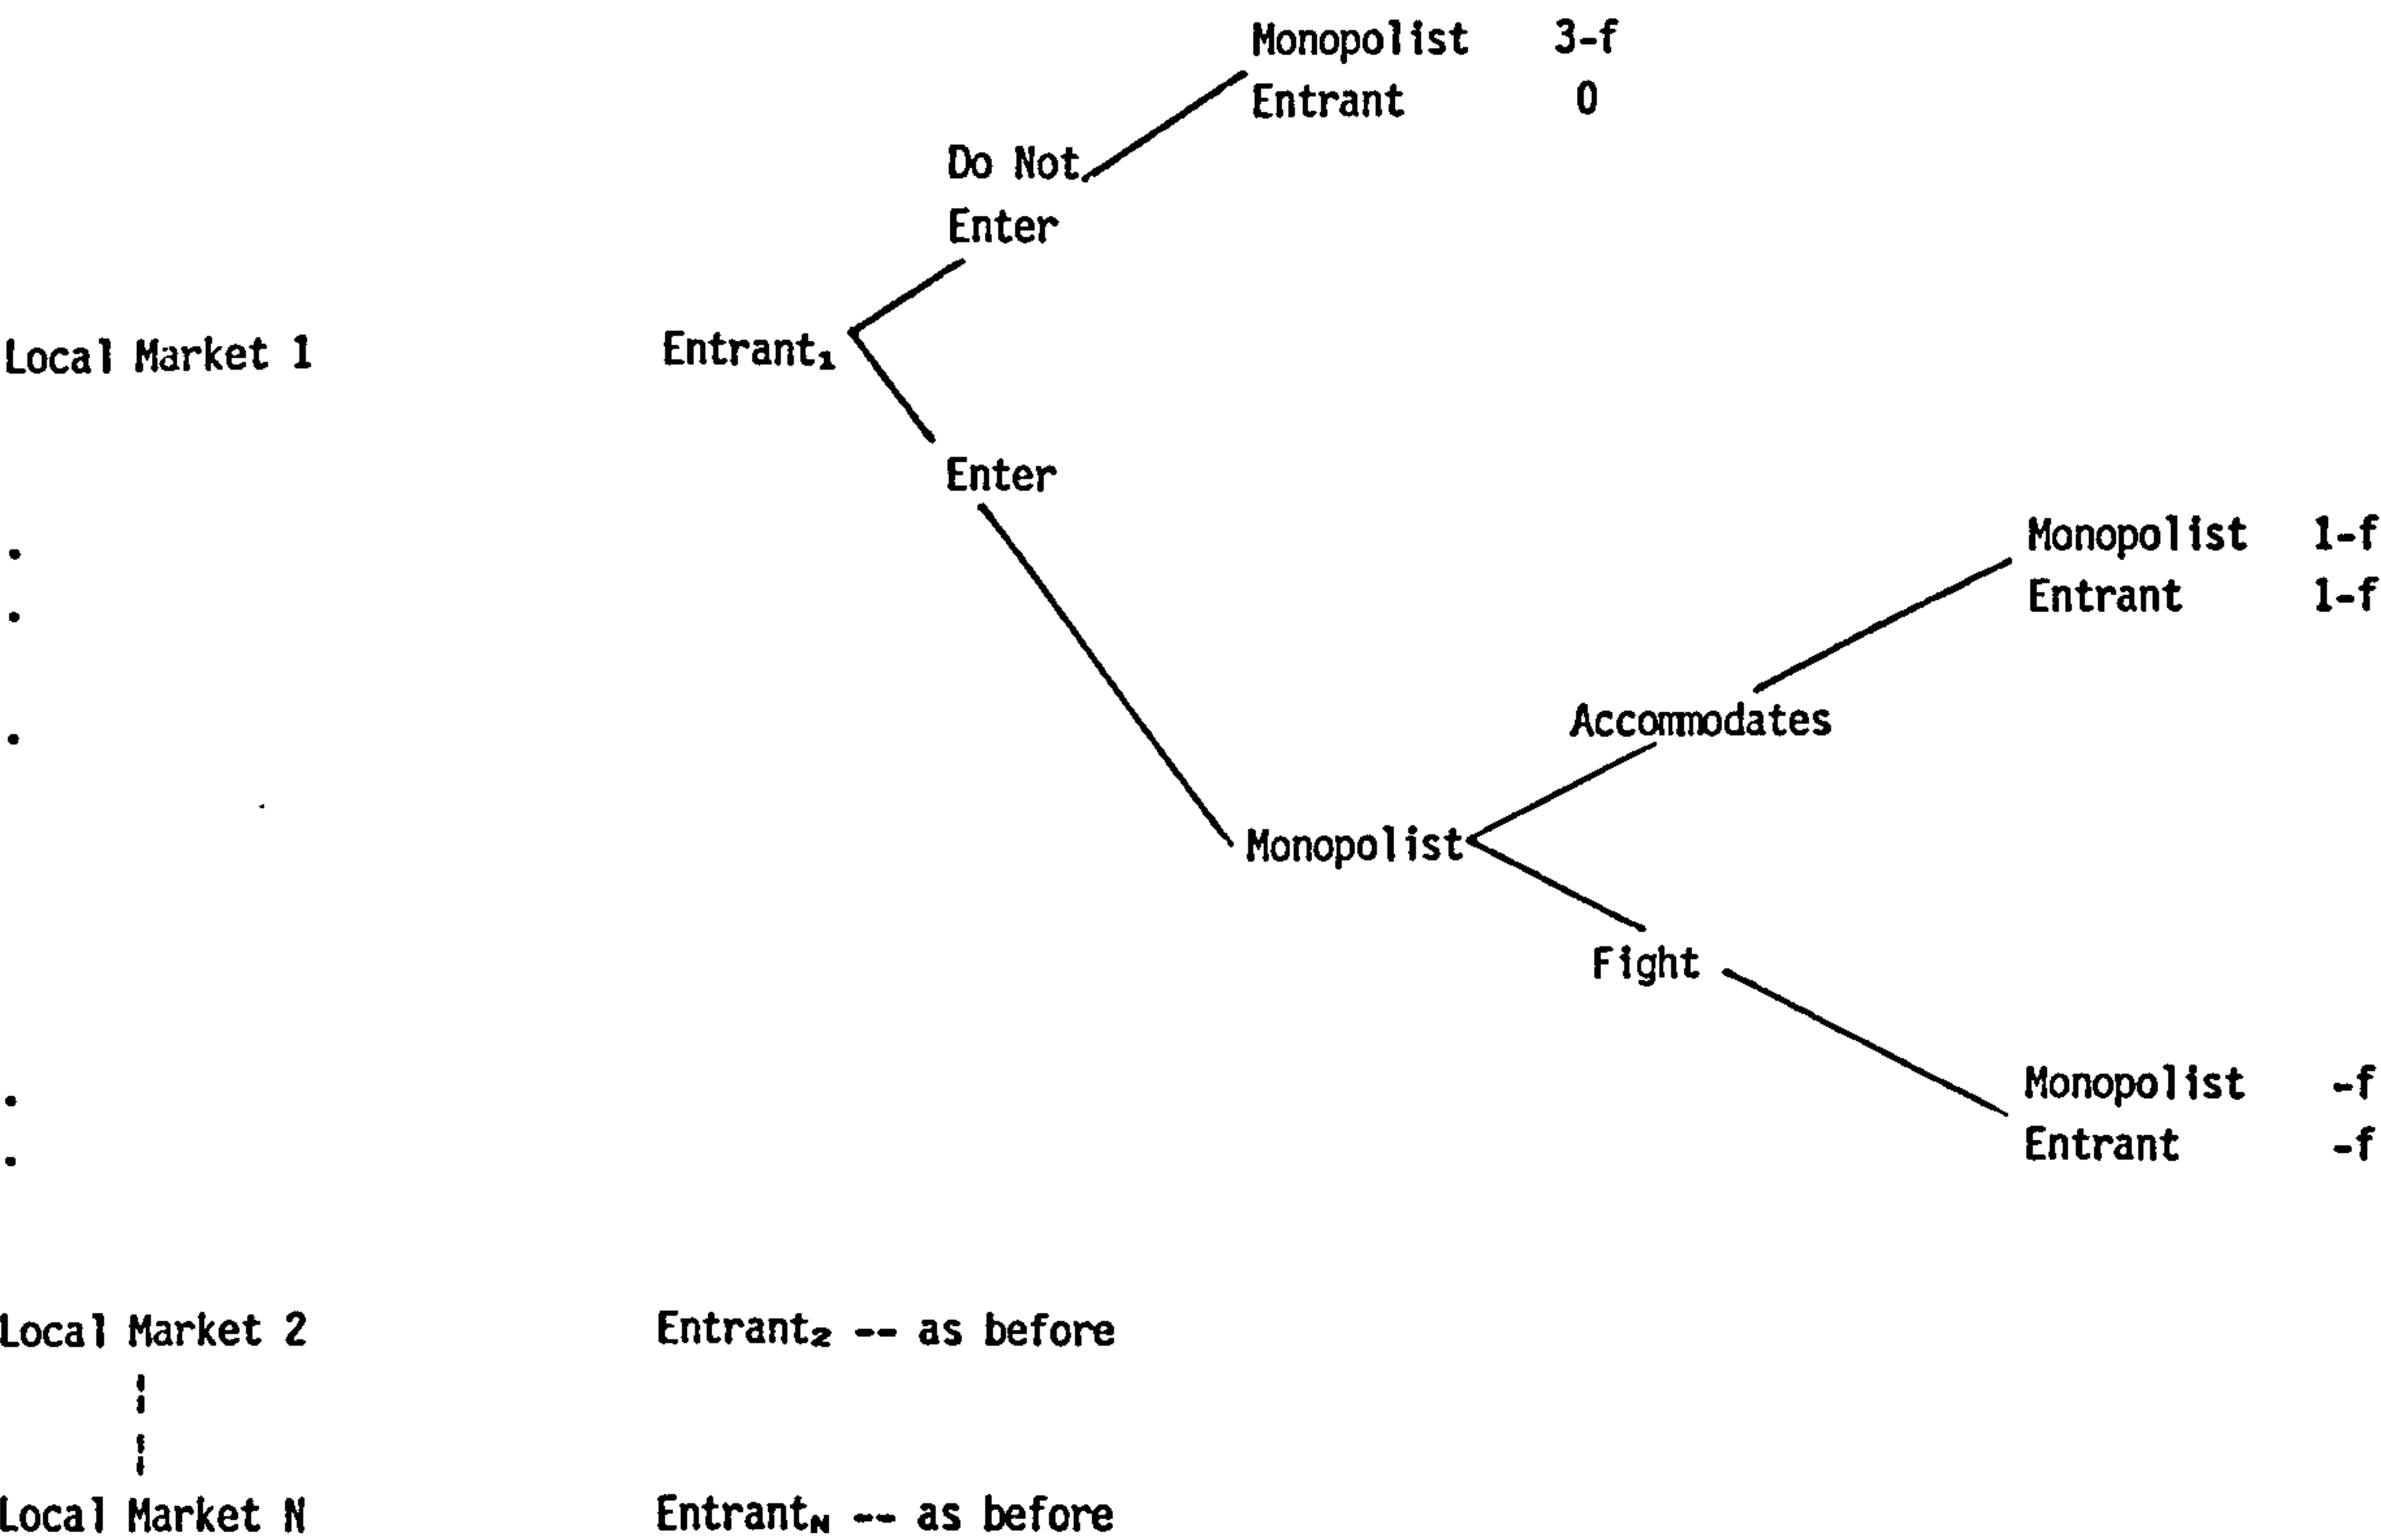 Monopolist 3-f
Entrant 0
Do Not
Enter
Local Market 1 Entrant₁
Enter
Monopolist 1-f
Entrant 1-f
Accommodates
Monopolist
Fight
Monopolist -f
Entrant -f
Local Market 2 Entrant₂ -- as before
Local Market N Entrant_N -- as before